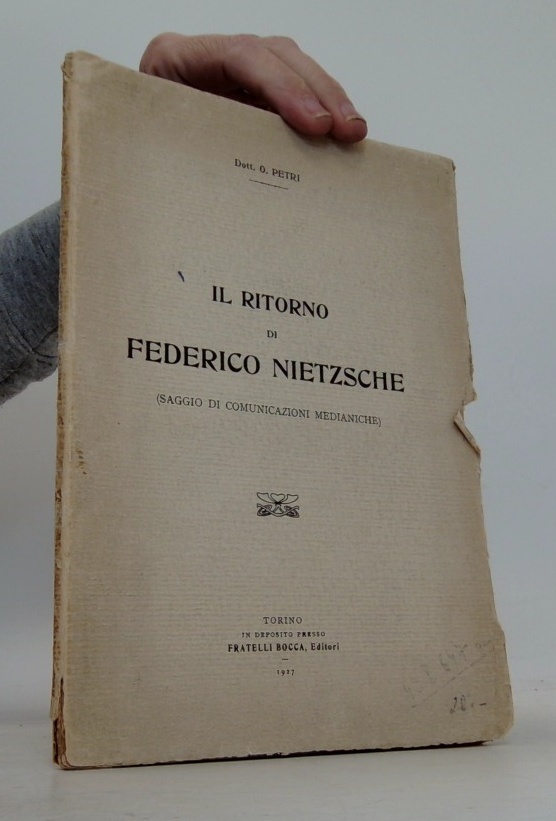 Dott. O. PETRI
IL RITORNO
DI
FEDERICO NIETZSCHE
(SAGGIO DI COMUNICAZIONI MEDIANICHE)
TORINO
IN DEPOSITO PRESSO
FRATELLI BOCCA, Editori
1927